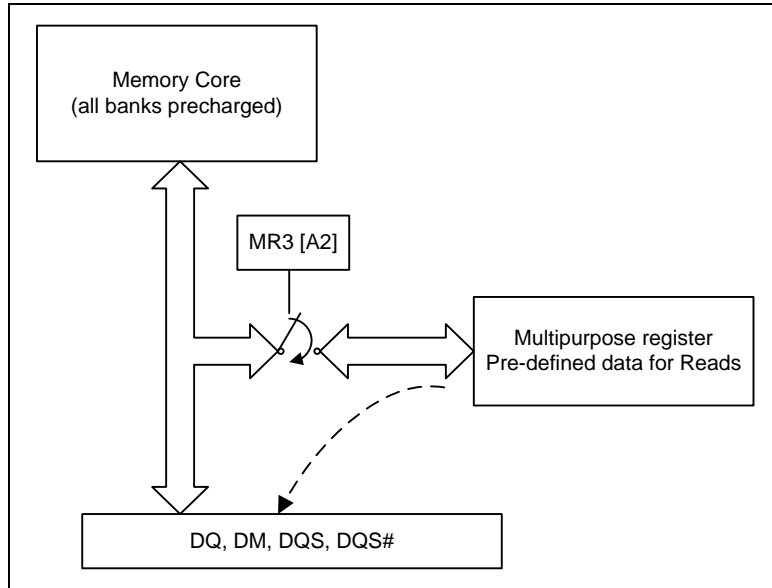 Memory Core
(all banks precharged)
MR3 [A2]
Multipurpose register
Pre-defined data for Reads
DQ, DM, DQS, DQS#